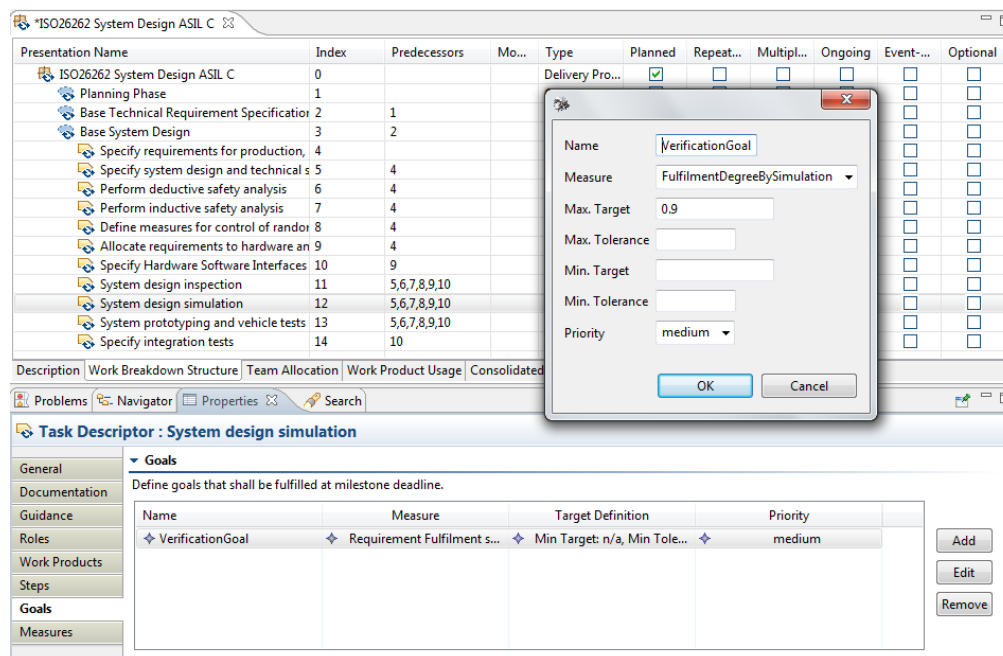 *ISO26262 System Design ASIL C
Presentation Name Index Predecessors Mo... Type Planned Repeat... Multipl... Ongoing Event-... Optional
ISO26262 System Design ASIL C 0 Delivery Pro...
Planning Phase 1
Base Technical Requirement Specification 2 1
Base System Design 3 2
Specify requirements for production, 4
Specify system design and technical s 5 4
Perform deductive safety analysis 6 4
Perform inductive safety analysis 7 4
Define measures for control of randor 8 4
Allocate requirements to hardware an 9 4
Specify Hardware Software Interfaces 10 9
System design inspection 11 5,6,7,8,9,10
System design simulation 12 5,6,7,8,9,10
System prototyping and vehicle tests 13 5,6,7,8,9,10
Specify integration tests 14 10
Description Work Breakdown Structure Team Allocation Work Product Usage Consolidated
Name VerificationGoal
Measure FulfilmentDegreeBySimulation
Max. Target 0.9
Max. Tolerance
Min. Target
Min. Tolerance
Priority medium
OK Cancel
Problems Navigator Properties Search
Task Descriptor : System design simulation
General
Documentation
Guidance
Roles
Work Products
Steps
Goals
Measures
Goals
Define goals that shall be fulfilled at milestone deadline.
Name Measure Target Definition Priority
VerificationGoal Requirement Fulfilment s... Min Target: n/a, Min Tole... medium
Add
Edit
Remove